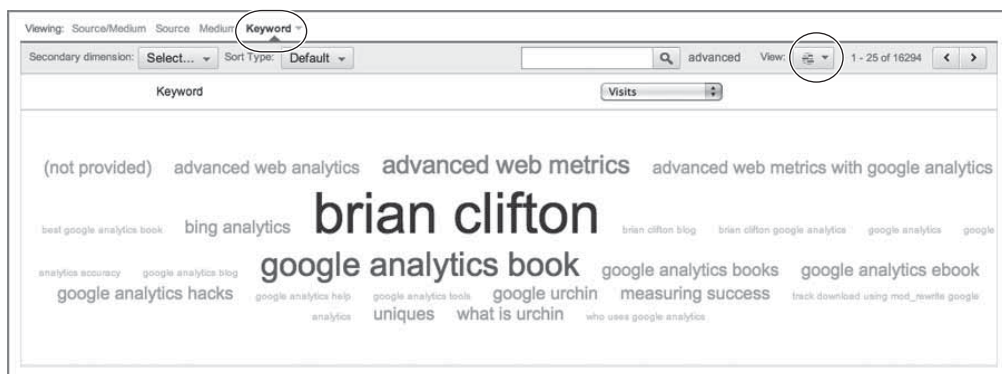 Viewing: Source/Medium Source Medium Keyword
Secondary dimension: Select... Sort Type: Default advanced View: 1 - 25 of 16294
Keyword Visits
(not provided) advanced web analytics advanced web metrics advanced web metrics with google analytics
best google analytics book bing analytics brian clifton brian clifton blog brian clifton google analytics google analytics google
analytics accuracy google analytics blog google analytics book google analytics books google analytics ebook
google analytics hacks google analytics help google analytics tools google urchin measuring success track download using mod_rewrite google
analytics uniques what is urchin who uses google analytics